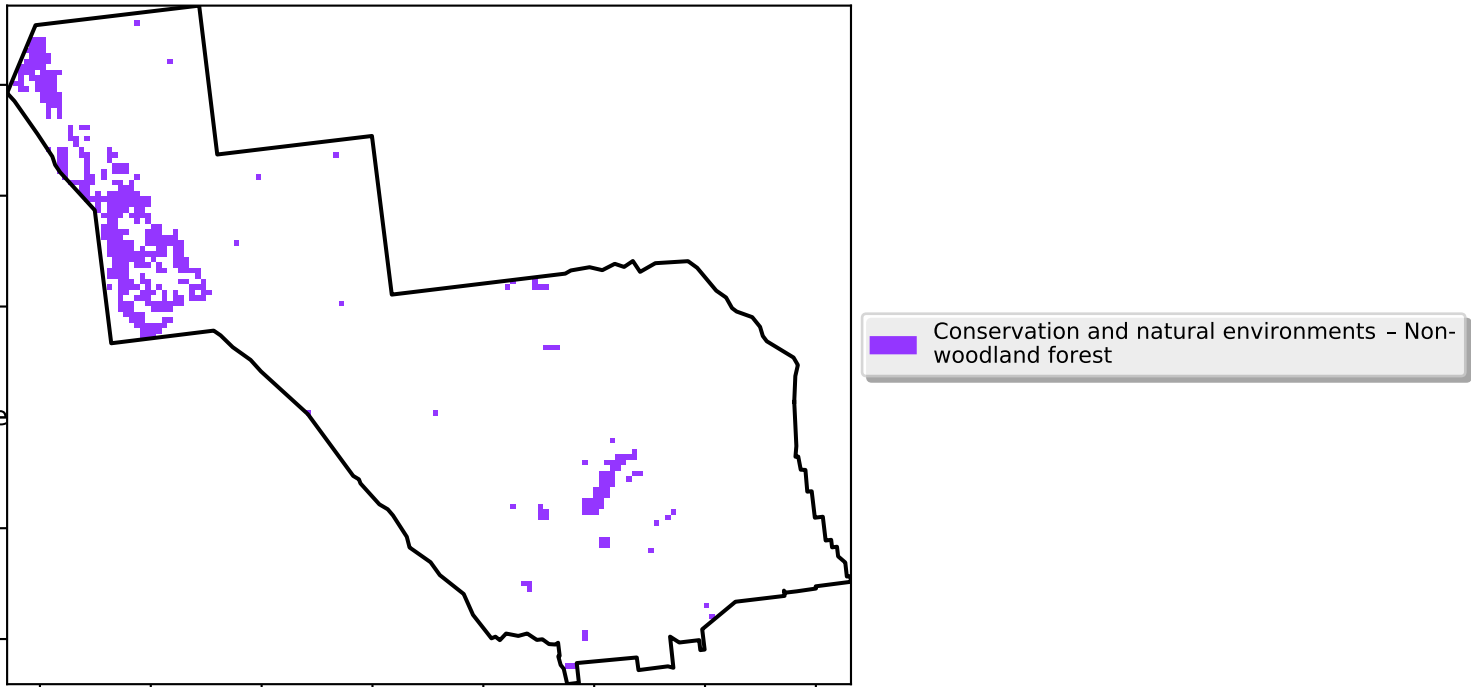 Conservation and natural environments – Non-
woodland forest